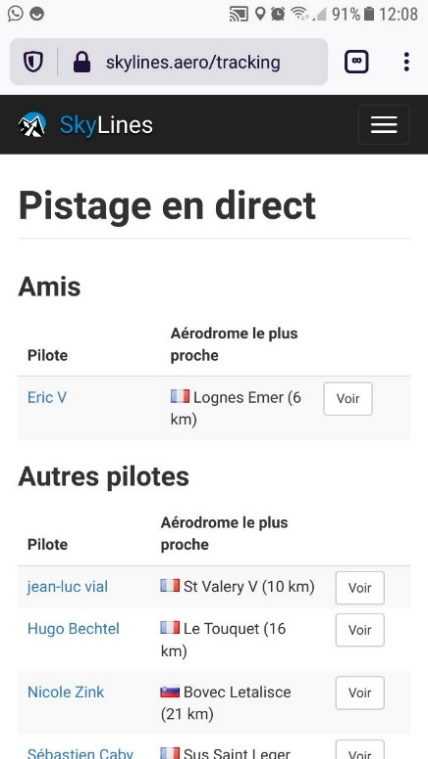 91% 12:08
skylines.aero/tracking
SkyLines
Pistage en direct
Amis
Pilote
Aérodrome le plus
proche
Eric V
Lognes Emer (6
km)
Voir
Autres pilotes
Pilote
Aérodrome le plus
proche
jean-luc vial
St Valery V (10 km)
Voir
Hugo Bechtel
Le Touquet (16
km)
Voir
Nicole Zink
Bovec Letalisce
(21 km)
Voir
Sébastien Caby
Sus Saint Leger
Voir